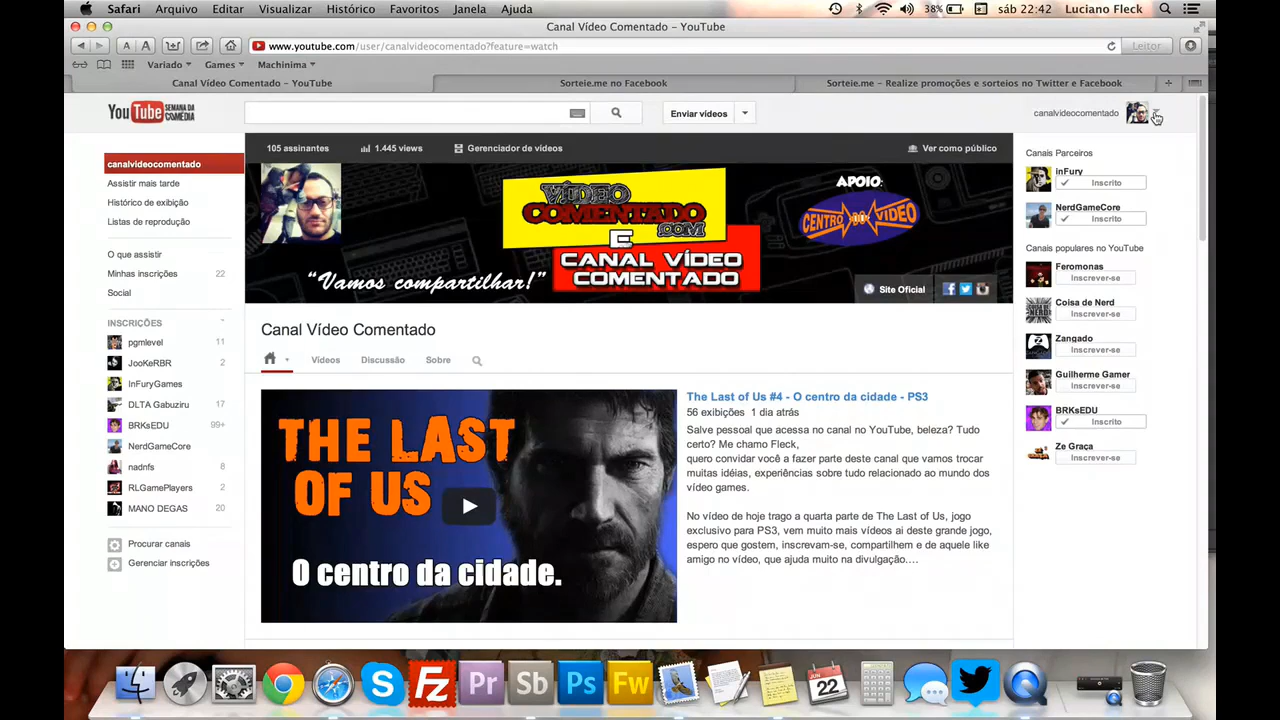 Safari Arquivo Editar Visualizar Histórico Favoritos Janela Ajuda 38% sáb 22:42 Luciano Fleck
Canal Vídeo Comentado – YouTube
A A www.youtube.com/user/canalvideocomentado?feature=watch Leitor
Variado Games Machinima
Canal Vídeo Comentado – YouTube Sorteie.me no Facebook Sorteie.me – Realize promoções e sorteios no Twitter e Facebook
YouTube SEMANA DA COMÉDIA Enviar vídeos canalvideocomentado
105 assinantes 1.445 views Gerenciador de vídeos Ver como público
canalvideocomentado
Assistir mais tarde
Histórico de exibição
Listas de reprodução
O que assistir
Minhas inscrições 22
Social
INSCRIÇÕES
pgmlevel 11
JooKeRBR 2
InFuryGames
DLTA Gabuziru 17
BRKsEDU 99+
NerdGameCore
nadnfs 8
RLGamePlayers 2
MANO DEGAS 20
Procurar canais
Gerenciar inscrições
VÍDEO
COMENTADO
.COM
E
CANAL VÍDEO
COMENTADO
"Vamos compartilhar!"
APOIO:
CENTRO DO VIDEO
Site Oficial
Canal Vídeo Comentado
Vídeos Discussão Sobre
THE LAST
OF US
O centro da cidade.
The Last of Us #4 - O centro da cidade - PS3
56 exibições 1 dia atrás
Salve pessoal que acessa no canal no YouTube, beleza? Tudo
certo? Me chamo Fleck,
quero convidar você a fazer parte deste canal que vamos trocar
muitas idéias, experiências sobre tudo relacionado ao mundo dos
vídeo games.
No vídeo de hoje trago a quarta parte de The Last of Us, jogo
exclusivo para PS3, vem muito mais vídeos ai deste grande jogo,
espero que gostem, inscrevam-se, compartilhem e de aquele like
amigo no vídeo, que ajuda muito na divulgação....
Canais Parceiros
inFury
Inscrito
NerdGameCore
Inscrito
Canais populares no YouTube
Feromonas
Inscrever-se
Coisa de Nerd
Inscrever-se
Zangado
Inscrever-se
Guilherme Gamer
Inscrever-se
BRKsEDU
Inscrito
Ze Graça
Inscrever-se
S Fz Pr Sb Ps Fw JUN 22